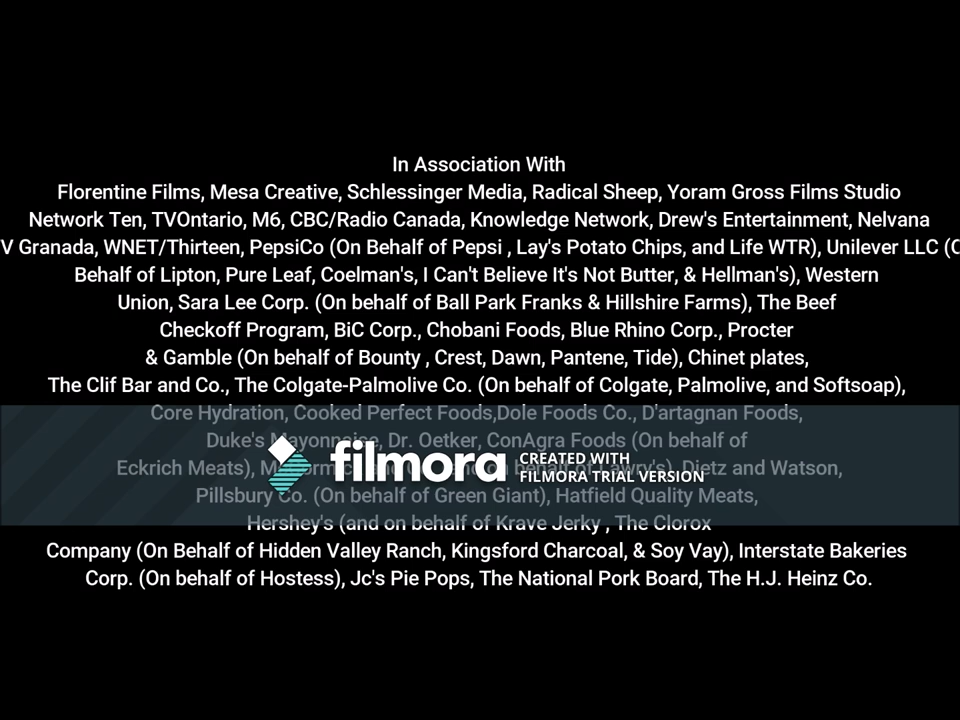 In Association With
Florentine Films, Mesa Creative, Schlessinger Media, Radical Sheep, Yoram Gross Films Studio
Network Ten, TVOntario, M6, CBC/Radio Canada, Knowledge Network, Drew's Entertainment, Nelvana
V Granada, WNET/Thirteen, PepsiCo (On Behalf of Pepsi , Lay's Potato Chips, and Life WTR), Unilever LLC (
Behalf of Lipton, Pure Leaf, Coelman's, I Can't Believe It's Not Butter, & Hellman's), Western
Union, Sara Lee Corp. (On behalf of Ball Park Franks & Hillshire Farms), The Beef
Checkoff Program, BiC Corp., Chobani Foods, Blue Rhino Corp., Procter
& Gamble (On behalf of Bounty , Crest, Dawn, Pantene, Tide), Chinet plates,
The Clif Bar and Co., The Colgate-Palmolive Co. (On behalf of Colgate, Palmolive, and Softsoap),
Core Hydration, Cooked Perfect Foods,Dole Foods Co., D'artagnan Foods,
Duke's Mayonnaise, Dr. Oetker, ConAgra Foods (On behalf of
Eckrich Meats), behalf of Lawry's), Dietz and Watson,
filmora CREATED WITH
FILMORA TRIAL VERSION
Pillsbury Co. (On behalf of Green Giant), Hatfield Quality Meats,
Hershey's (and on behalf of Krave Jerky , The Clorox
Company (On Behalf of Hidden Valley Ranch, Kingsford Charcoal, & Soy Vay), Interstate Bakeries
Corp. (On behalf of Hostess), Jc's Pie Pops, The National Pork Board, The H.J. Heinz Co.